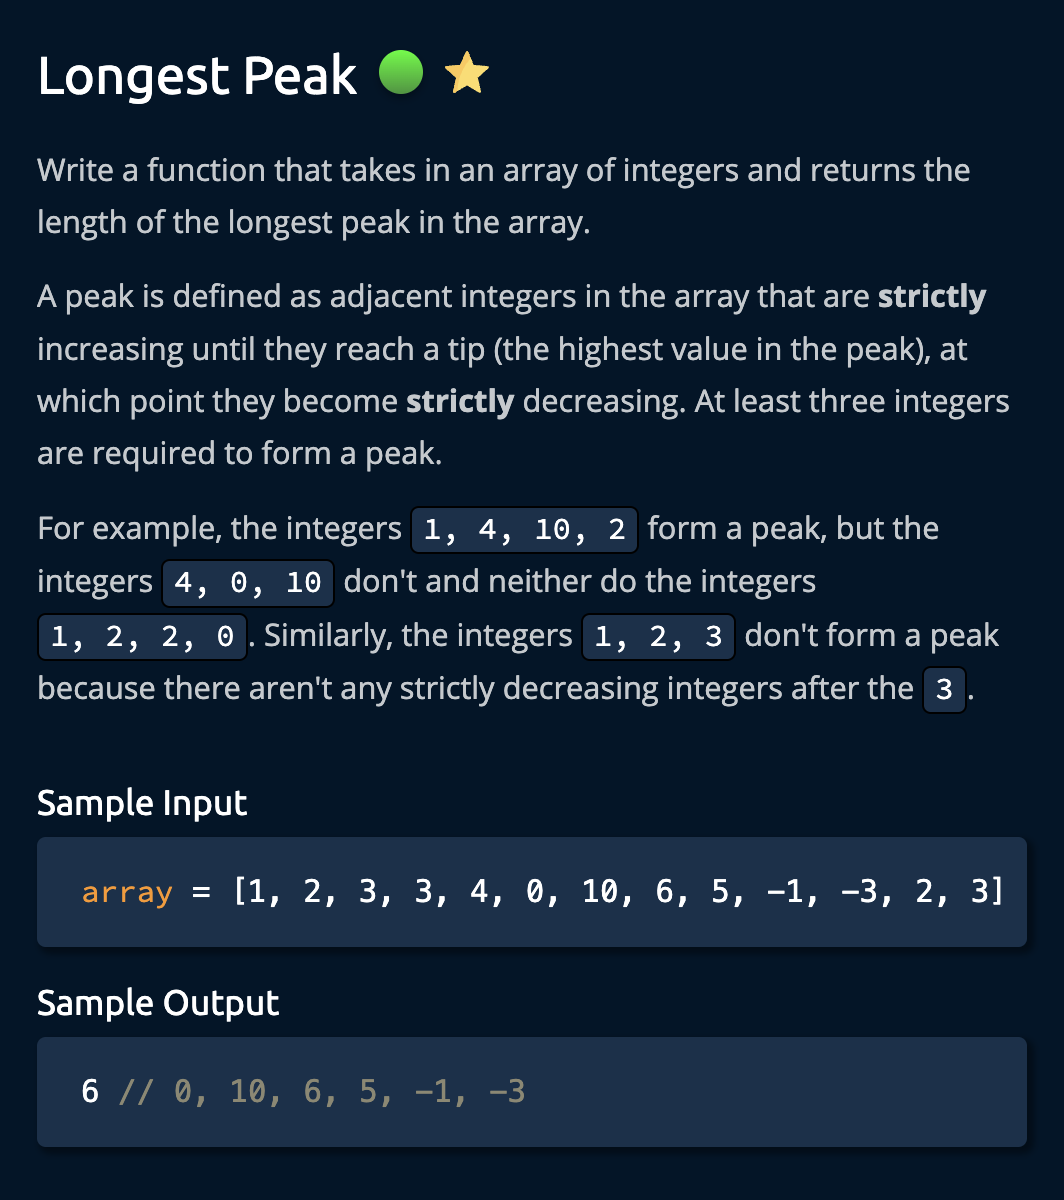 Longest Peak
Write a function that takes in an array of integers and returns the
length of the longest peak in the array.
A peak is defined as adjacent integers in the array that are strictly
increasing until they reach a tip (the highest value in the peak), at
which point they become strictly decreasing. At least three integers
are required to form a peak.
For example, the integers 1, 4, 10, 2 form a peak, but the
integers 4, 0, 10 don't and neither do the integers
1, 2, 2, 0. Similarly, the integers 1, 2, 3 don't form a peak
because there aren't any strictly decreasing integers after the 3.
Sample Input
array = [1, 2, 3, 3, 4, 0, 10, 6, 5, -1, -3, 2, 3]
Sample Output
6 // 0, 10, 6, 5, -1, -3